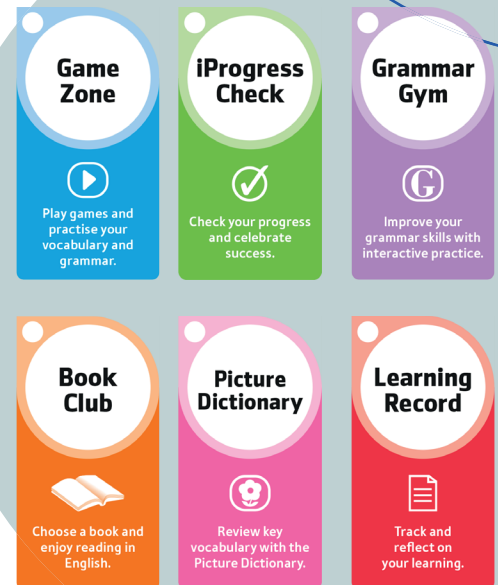 Game
Zone
Play games and
practise your
vocabulary and
grammar.
iProgress
Check
Check your progress
and celebrate
success.
Grammar
Gym
G
Improve your
grammar skills with
interactive practice.
Book
Club
Choose a book and
enjoy reading in
English.
Picture
Dictionary
Review key
vocabulary with the
Picture Dictionary.
Learning
Record
Track and
reflect on
your learning.